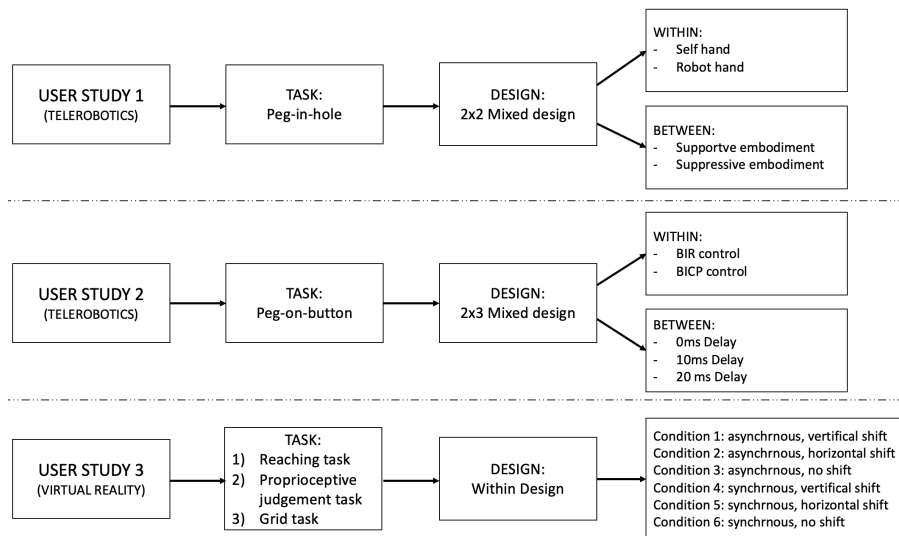 USER STUDY 1
(TELEROBOTICS)
TASK:
Peg-in-hole
DESIGN:
2x2 Mixed design
WITHIN:
- Self hand
- Robot hand
BETWEEN:
- Supportve embodiment
- Suppressive embodiment
USER STUDY 2
(TELEROBOTICS)
TASK:
Peg-on-button
DESIGN:
2x3 Mixed design
WITHIN:
- BIR control
- BICP control
BETWEEN:
- 0ms Delay
- 10ms Delay
- 20 ms Delay
USER STUDY 3
(VIRTUAL REALITY)
TASK:
1) Reaching task
2) Proprioceptive
judgement task
3) Grid task
DESIGN:
Within Design
Condition 1: asynchrnous, vertifical shift
Condition 2: asynchrnous, horizontal shift
Condition 3: asynchrnous, no shift
Condition 4: synchrnous, vertifical shift
Condition 5: synchrnous, horizontal shift
Condition 6: synchrnous, no shift